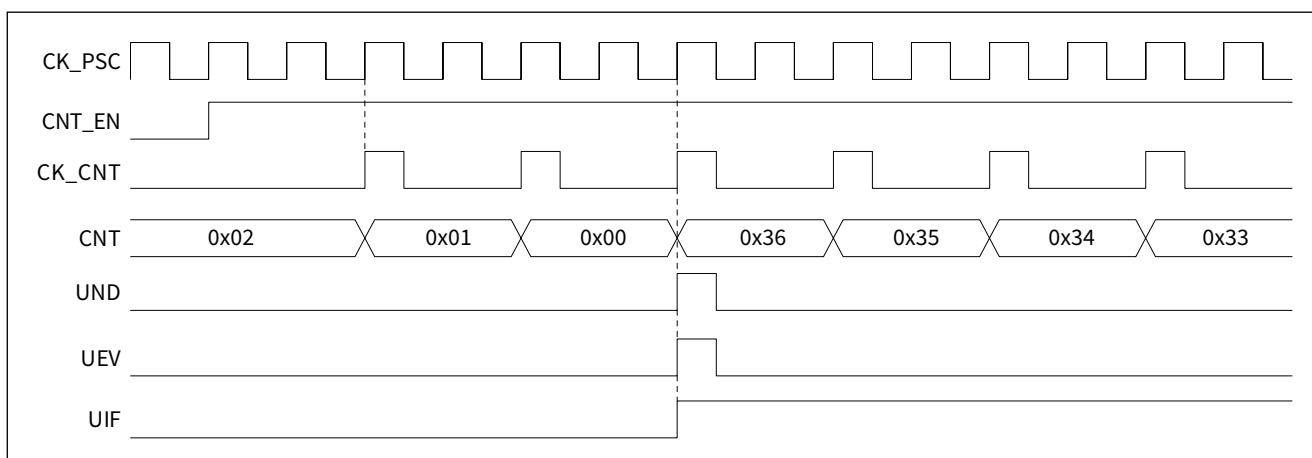 CK_PSC
CNT_EN
CK_CNT
CNT 0x02 0x01 0x00 0x36 0x35 0x34 0x33
UND
UEV
UIF